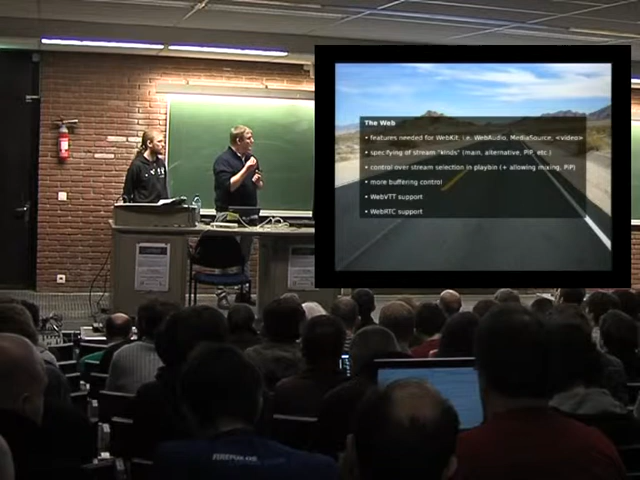 The Web
• features needed for WebKit: i.e. WebAudio, MediaSource, <video>
• specifying of stream "kinds" (main, alternative, PiP, etc.)
• control over stream selection in playbin (+ allowing mixing, PiP)
• more buffering control
• WebVTT support
• WebRTC support